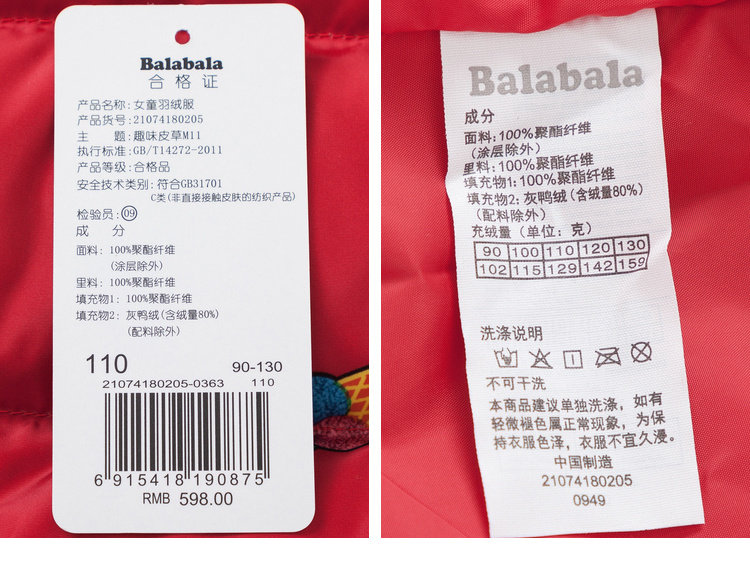 Balabala
合格证
产品名称: 女童羽绒服
产品货号: 21074180205
主 题: 趣味皮草M11
执行标准: GB/T14272-2011
产品等级: 合格品
安全技术类别: 符合GB31701
C类(非直接接触皮肤的纺织产品)
检验员: 09
成 分
面料: 100%聚酯纤维
(涂层除外)
里料: 100%聚酯纤维
填充物1: 100%聚酯纤维
填充物2: 灰鸭绒(含绒量80%)
(配料除外)
110 90-130
21074180205-0363 110
6 915418 190875
RMB 598.00
Balabala
成分
面料: 100%聚酯纤维
(涂层除外)
里料: 100%聚酯纤维
填充物1: 100%聚酯纤维
填充物2: 灰鸭绒(含绒量80%)
(配料除外)
充绒量 (单位: 克)
90 100 110 120 130
102 115 129 142 159
洗涤说明
不可干洗
本商品建议单独洗涤, 如有
轻微褪色属正常现象, 为保
持衣服色泽, 衣服不宜久浸。
中国制造
21074180205
0949